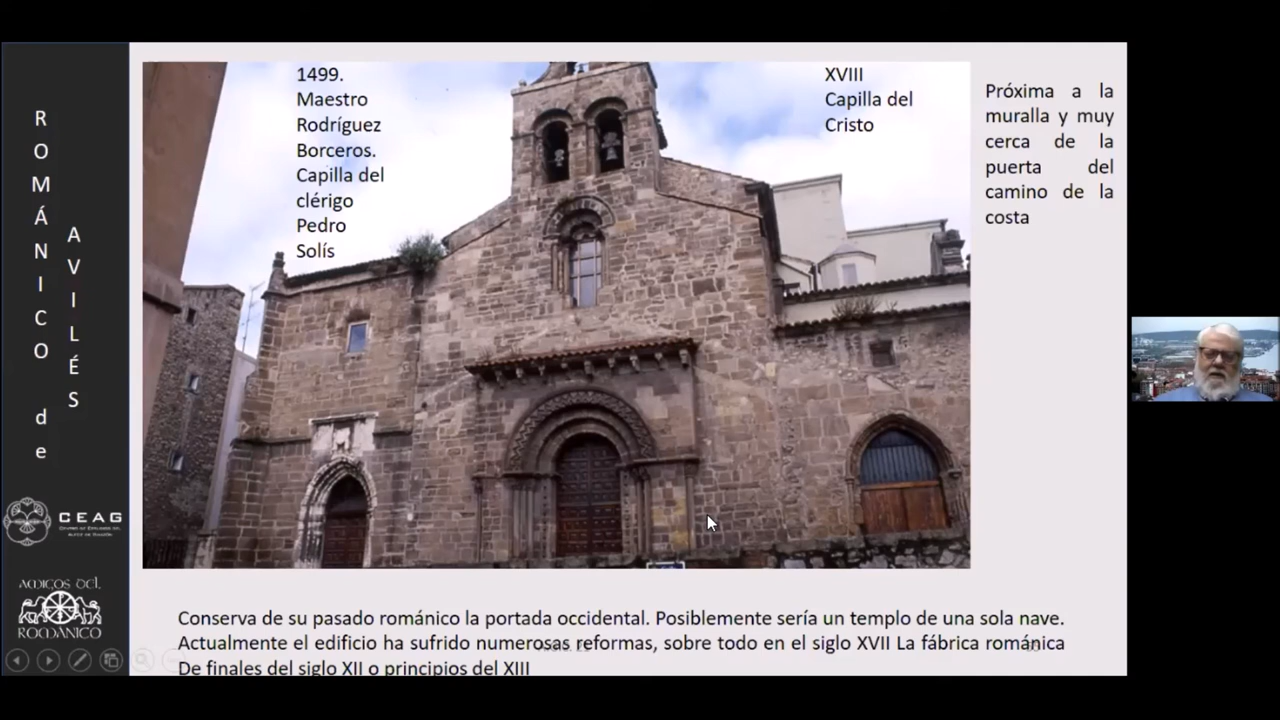 ROMÁNICO de
AVILÉS
CEAG
AMIGOS DEL
ROMÁNICO
1499.
Maestro
Rodríguez
Borceros.
Capilla del
clérigo
Pedro
Solís
XVIII
Capilla del
Cristo
Próxima a la
muralla y muy
cerca de la
puerta del
camino de la
costa
Conserva de su pasado románico la portada occidental. Posiblemente sería un templo de una sola nave.
Actualmente el edificio ha sufrido numerosas reformas, sobre todo en el siglo XVII La fábrica románica
De finales del siglo XII o principios del XIII